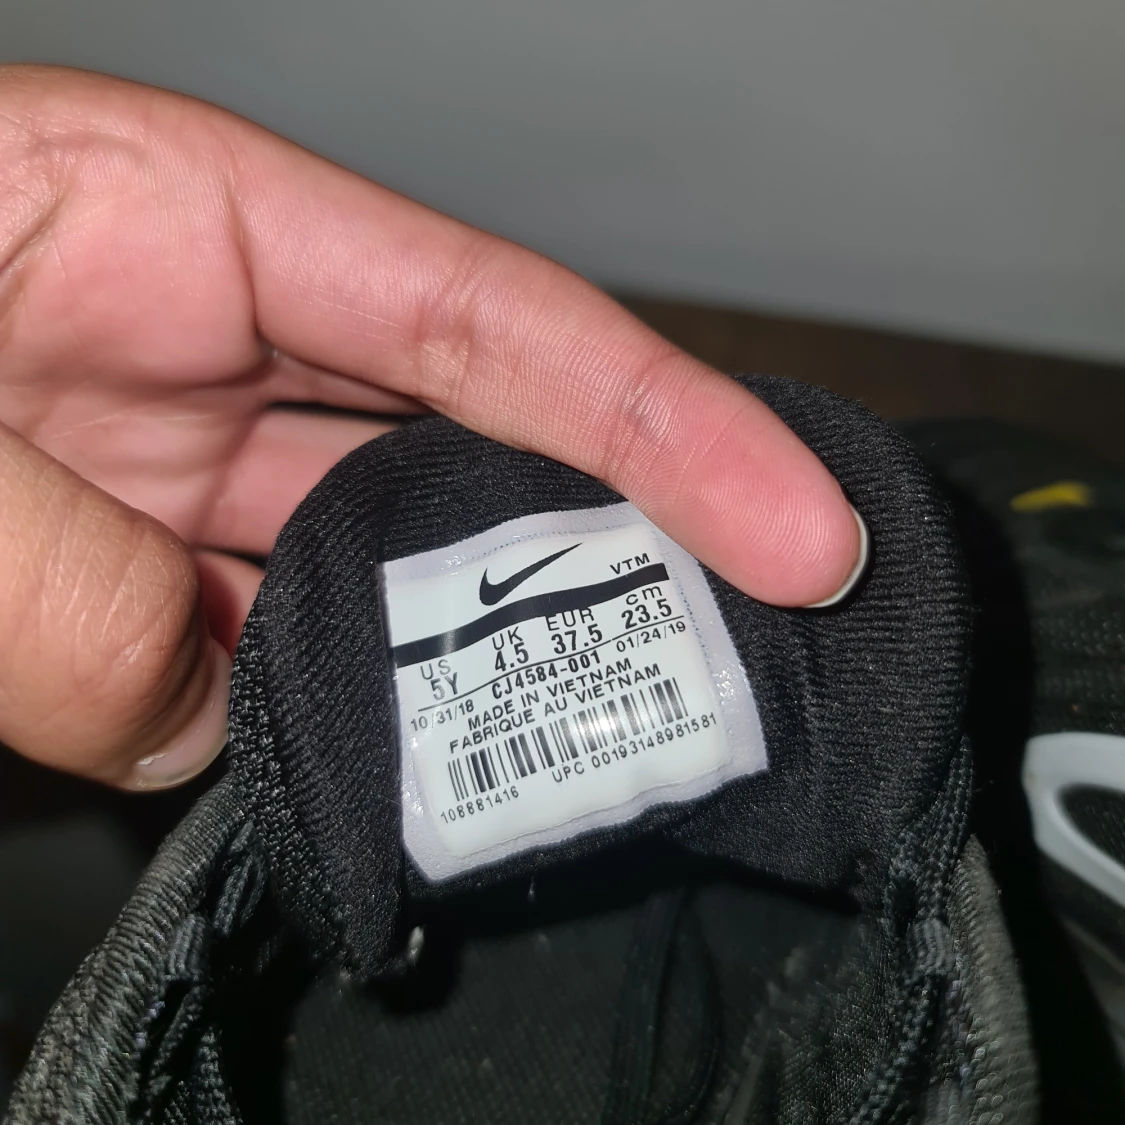 VTM
US UK EUR cm
5Y 4.5 37.5 23.5
10/31/18 CJ4584-001 01/24/19
MADE IN VIETNAM
FABRIQUE AU VIETNAM
108881416 UPC 00193148981581